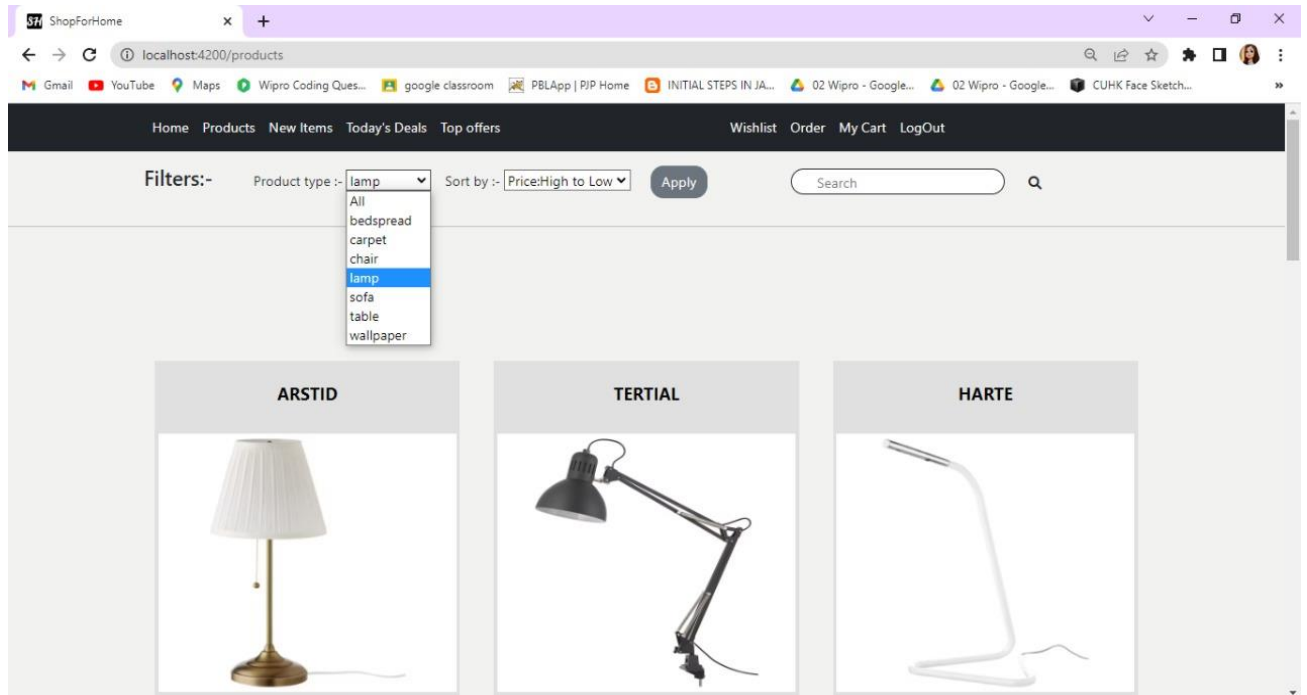 SH ShopForHome
localhost:4200/products
Gmail YouTube Maps Wipro Coding Ques... google classroom PBLApp | PJP Home INITIAL STEPS IN JA... 02 Wipro - Google... 02 Wipro - Google... CUHK Face Sketch... »
Home Products New Items Today's Deals Top offers Wishlist Order My Cart LogOut
Filters:- Product type :- lamp Sort by :- Price:High to Low Apply Search
All
bedspread
carpet
chair
lamp
sofa
table
wallpaper
ARSTID TERTIAL HARTE